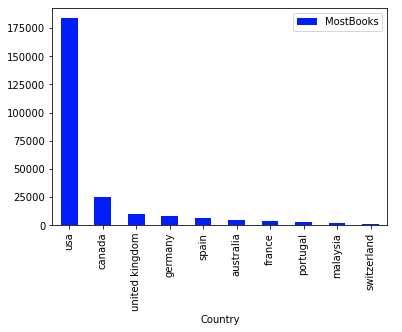 MostBooks
175000
150000
125000
100000
75000
50000
25000
0
usa
canada
united kingdom
germany
spain
australia
france
portugal
malaysia
switzerland
Country